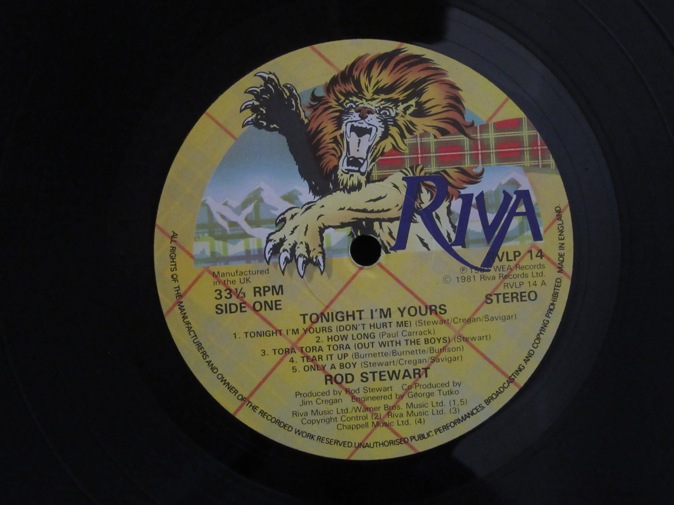 RIVA
RVLP 14
Manufactured
in the UK
℗ 1981 WEA Records
© 1981 Riva Records Ltd.
RVLP 14 A
33⅓ RPM
SIDE ONE
STEREO
TONIGHT I'M YOURS
1. TONIGHT I'M YOURS (DON'T HURT ME) (Stewart/Cregan/Savigar)
2. HOW LONG (Paul Carrack)
3. TORA TORA TORA (OUT WITH THE BOYS) (Stewart)
4. TEAR IT UP (Burnette/Burnette/Burlison)
5. ONLY A BOY (Stewart/Cregan/Savigar)
ROD STEWART
Produced by Rod Stewart Co-Produced by
Jim Cregan Engineered by George Tutko
Riva Music Ltd./Warner Bros. Music Ltd. (1,5)
Copyright Control (2) Riva Music Ltd. (3)
Chappell Music Ltd. (4)
ALL RIGHTS OF THE MANUFACTURERS AND OWNER OF THE RECORDED WORK RESERVED. UNAUTHORISED PUBLIC PERFORMANCES, BROADCASTING AND COPYING PROHIBITED. MADE IN ENGLAND.